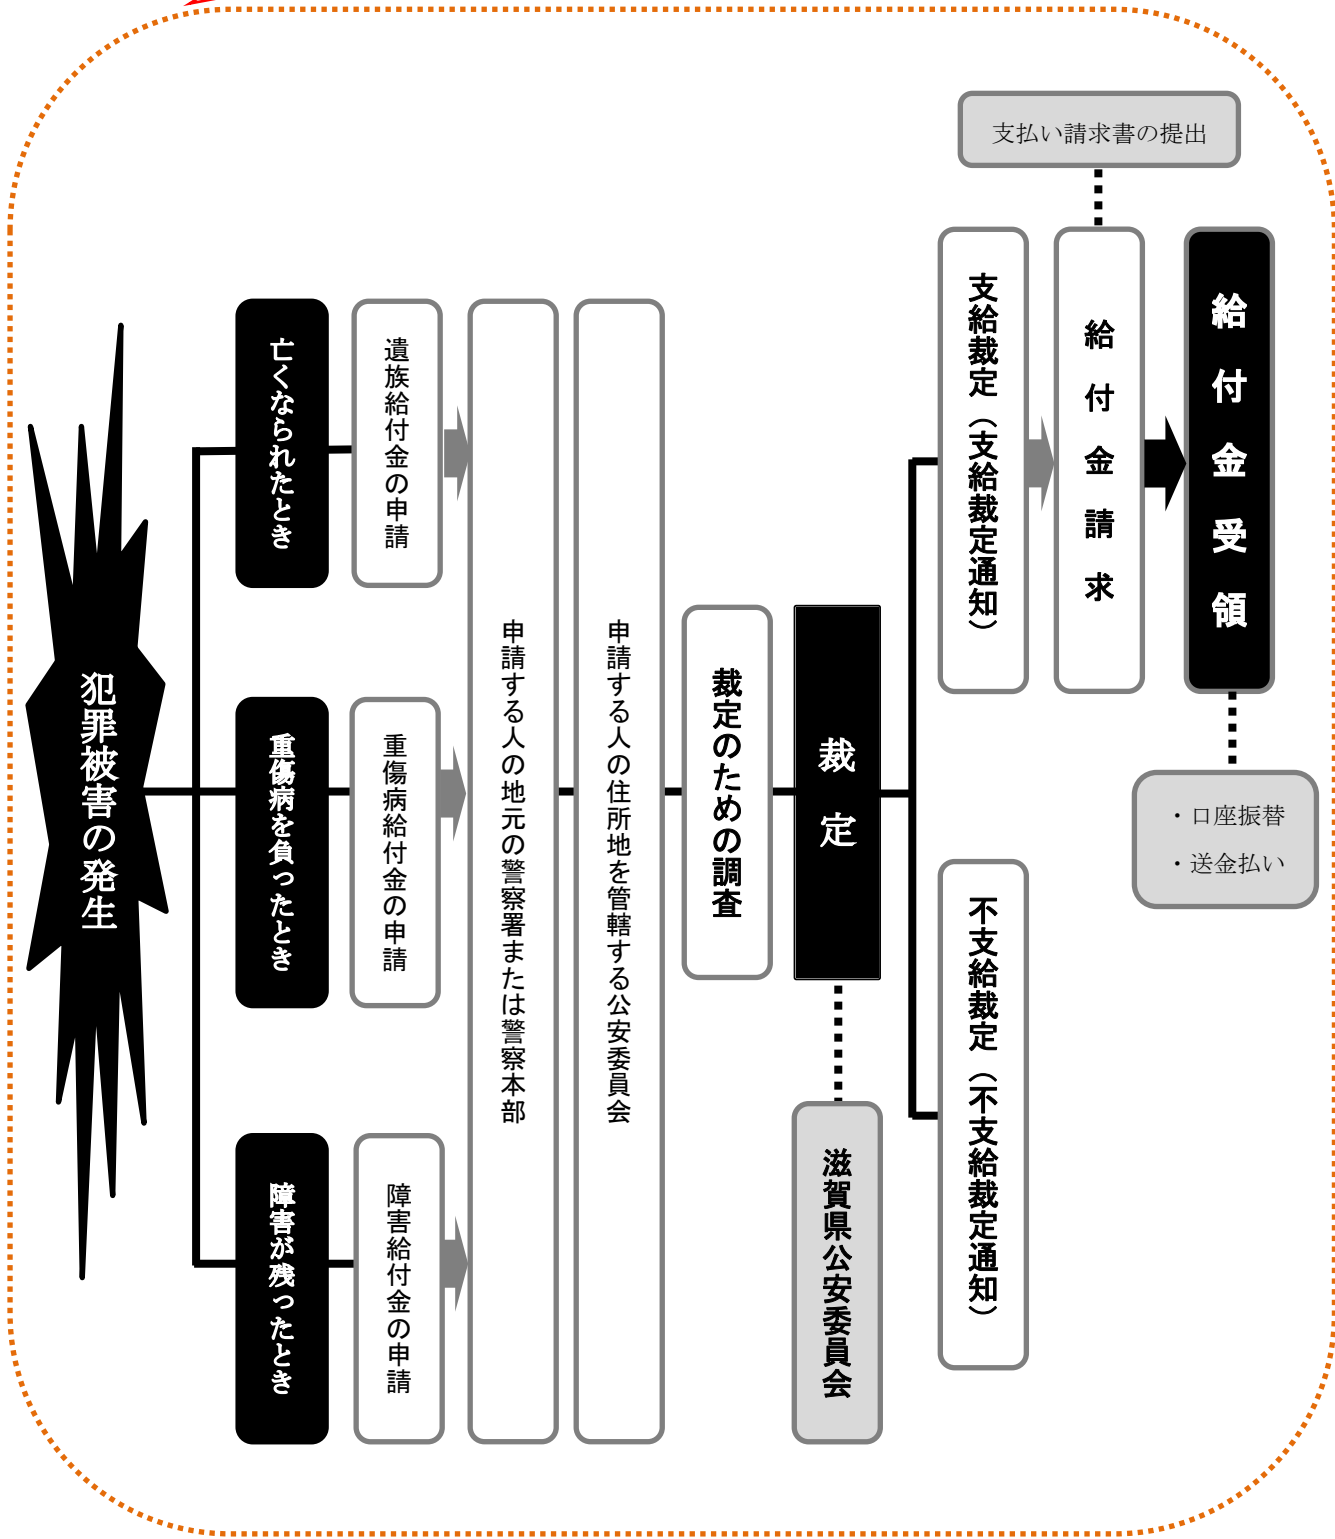 犯罪被害の発生
亡くなられたとき
遺族給付金の申請
重傷病を負ったとき
重傷病給付金の申請
障害が残ったとき
障害給付金の申請
申請する人の地元の警察署または警察本部
申請する人の住所地を管轄する公安委員会
裁定のための調査
裁定
滋賀県公安委員会
支給裁定（支給裁定通知）
不支給裁定（不支給裁定通知）
支払い請求書の提出
給付金請求
給付金受領
・口座振替
・送金払い